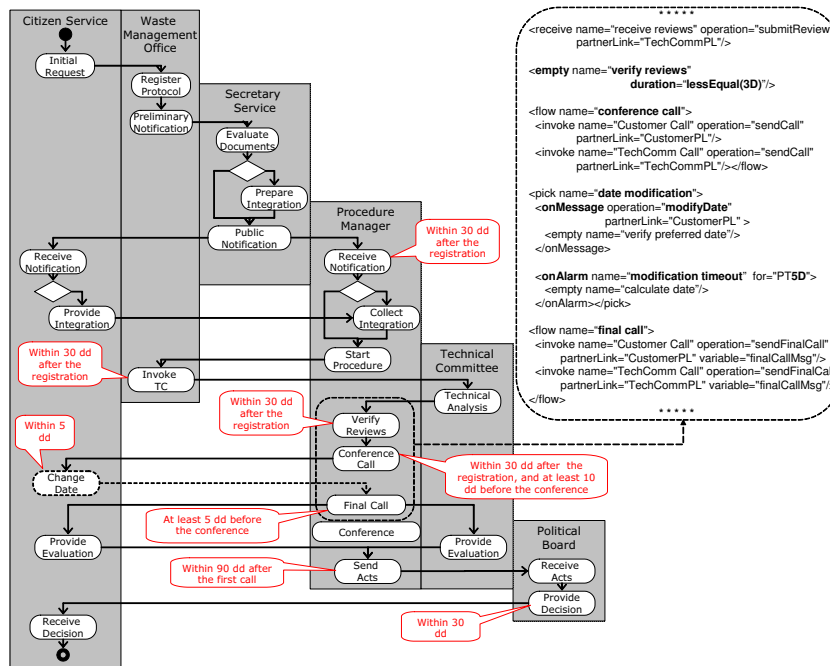 Citizen Service
Waste
Management
Office
Initial
Request
Register
Protocol
Preliminary
Notification
Secretary
Service
Evaluate
Documents
Prepare
Integration
Public
Notification
Procedure
Manager
Within 30 dd
after the
registration
Receive
Notification
Receive
Notification
Provide
Integration
Collect
Integration
Start
Procedure
Within 30 dd
after the
registration
Invoke
TC
Technical
Committee
Technical
Analysis
Within 30 dd
after the
registration
Verify
Reviews
Conference
Call
Within 5
dd
Change
Date
Within 30 dd after the
registration, and at least 10
dd before the conference
Final Call
At least 5 dd before
the conference
Conference
Provide
Evaluation
Provide
Evaluation
Political
Board
Within 90 dd after
the first call
Send
Acts
Receive
Acts
Provide
Decision
Within 30
dd
Receive
Decision
* * * * *
<receive name="receive reviews" operation="submitReview
partnerLink="TechCommPL"/>
<empty name="verify reviews"
duration="lessEqual(3D)"/>
<flow name="conference call">
<invoke name="Customer Call" operation="sendCall"
partnerLink="CustomerPL"/>
<invoke name="TechComm Call" operation="sendCall"
partnerLink="TechCommPL"/></flow>
<pick name="date modification">
<onMessage operation="modifyDate"
partnerLink="CustomerPL" >
<empty name="verify preferred date"/>
</onMessage>
<onAlarm name="modification timeout" for="PT5D">
<empty name="calculate date"/>
</onAlarm></pick>
<flow name="final call">
<invoke name="Customer Call" operation="sendFinalCall"
partnerLink="CustomerPL" variable="finalCallMsg"/>
<invoke name="TechComm Call" operation="sendFinalCal
partnerLink="TechCommPL" variable="finalCallMsg"/>
</flow>
* * * * *